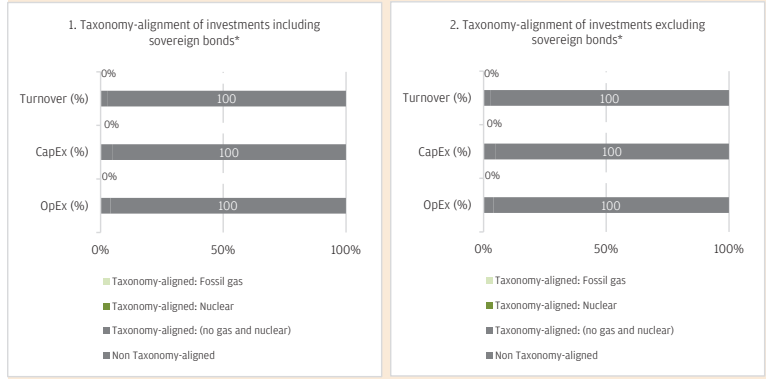 1. Taxonomy-alignment of investments including
sovereign bonds*
0%
Turnover (%)
100
0%
CapEx (%)
100
0%
OpEx (%)
100
0%
50%
100%
Taxonomy-aligned: Fossil gas
Taxonomy-aligned: Nuclear
Taxonomy-aligned: (no gas and nuclear)
Non Taxonomy-aligned
2. Taxonomy-alignment of investments excluding
sovereign bonds*
0%
Turnover (%)
100
0%
CapEx (%)
100
0%
OpEx (%)
100
0%
50%
100%
Taxonomy-aligned: Fossil gas
Taxonomy-aligned: Nuclear
Taxonomy-aligned: (no gas and nuclear)
Non Taxonomy-aligned